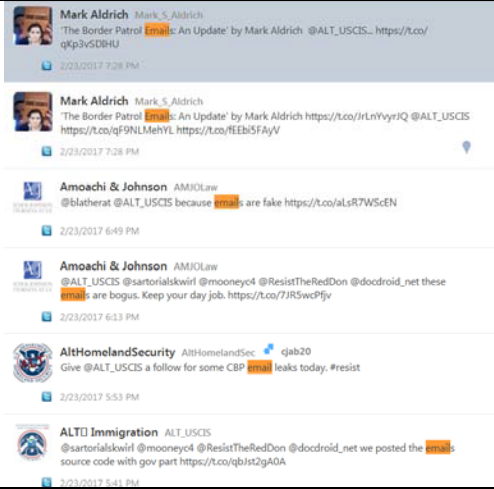 Mark Aldrich Mark_S_Aldrich
'The Border Patrol Emails: An Update' by Mark Aldrich @ALT_USCIS... https://t.co/
qKp3vSDIHU
2/23/2017 7:28 PM
Mark Aldrich Mark_S_Aldrich
'The Border Patrol Emails: An Update' by Mark Aldrich https://t.co/JrLnYvyrJQ @ALT_USCIS
https://t.co/qF9NLMehYL https://t.co/fEEbi5FAyV
2/23/2017 7:28 PM
Amoachi & Johnson AMJOLaw
@blatherat @ALT_USCIS because emails are fake https://t.co/aLsR7WScEN
2/23/2017 6:49 PM
Amoachi & Johnson AMJOLaw
@ALT_USCIS @sartorialskwirl @mooneyc4 @ResistTheRedDon @docdroid_net these
emails are bogus. Keep your day job. https://t.co/7JR5wcPfjv
2/23/2017 6:13 PM
AltHomelandSecurity AltHomelandSec cjab20
Give @ALT_USCIS a follow for some CBP email leaks today. #resist
2/23/2017 5:53 PM
ALT🛂 Immigration ALT_USCIS
@sartorialskwirl @mooneyc4 @ResistTheRedDon @docdroid_net we posted the emails
source code with gov part https://t.co/qbJst2gA0A
2/23/2017 5:41 PM